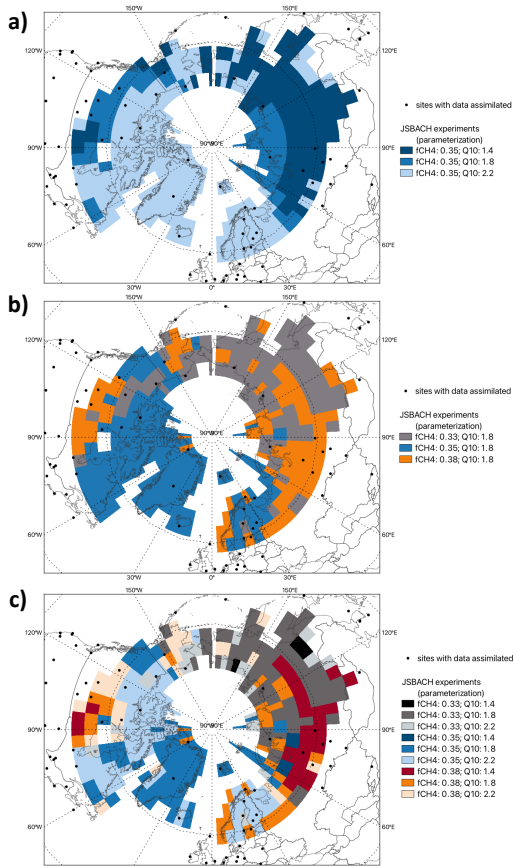 a)
150°W
150°E
120°W
120°E
90°W
90°W90°E
90°E
60°W
60°E
30°W
0°
30°E
sites with data assimilated
JSBACH experiments
(parameterization)
fCH4: 0.35; Q10: 1.4
fCH4: 0.35; Q10: 1.8
fCH4: 0.35; Q10: 2.2
b)
150°W
150°E
120°W
120°E
90°W
90°W90°E
90°E
60°W
60°E
30°W
0°
30°E
sites with data assimilated
JSBACH experiments
(parameterization)
fCH4: 0.33; Q10: 1.8
fCH4: 0.35; Q10: 1.8
fCH4: 0.38; Q10: 1.8
c)
150°W
150°E
120°W
120°E
90°W
90°W90°E
90°E
60°W
60°E
30°W
0°
30°E
sites with data assimilated
JSBACH experiments
(parameterization)
fCH4: 0.33; Q10: 1.4
fCH4: 0.33; Q10: 1.8
fCH4: 0.33; Q10: 2.2
fCH4: 0.35; Q10: 1.4
fCH4: 0.35; Q10: 1.8
fCH4: 0.35; Q10: 2.2
fCH4: 0.38; Q10: 1.4
fCH4: 0.38; Q10: 1.8
fCH4: 0.38; Q10: 2.2